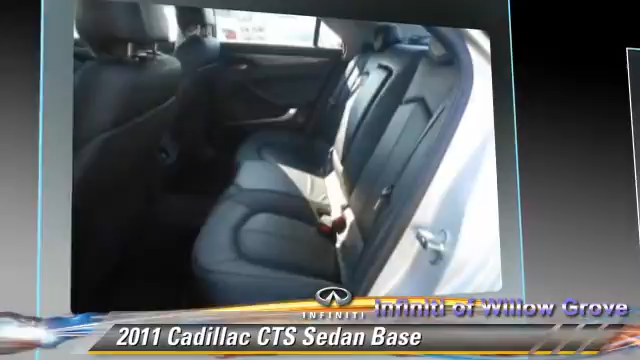 INFINITI
Infiniti of Willow Grove
2011 Cadillac CTS Sedan Base